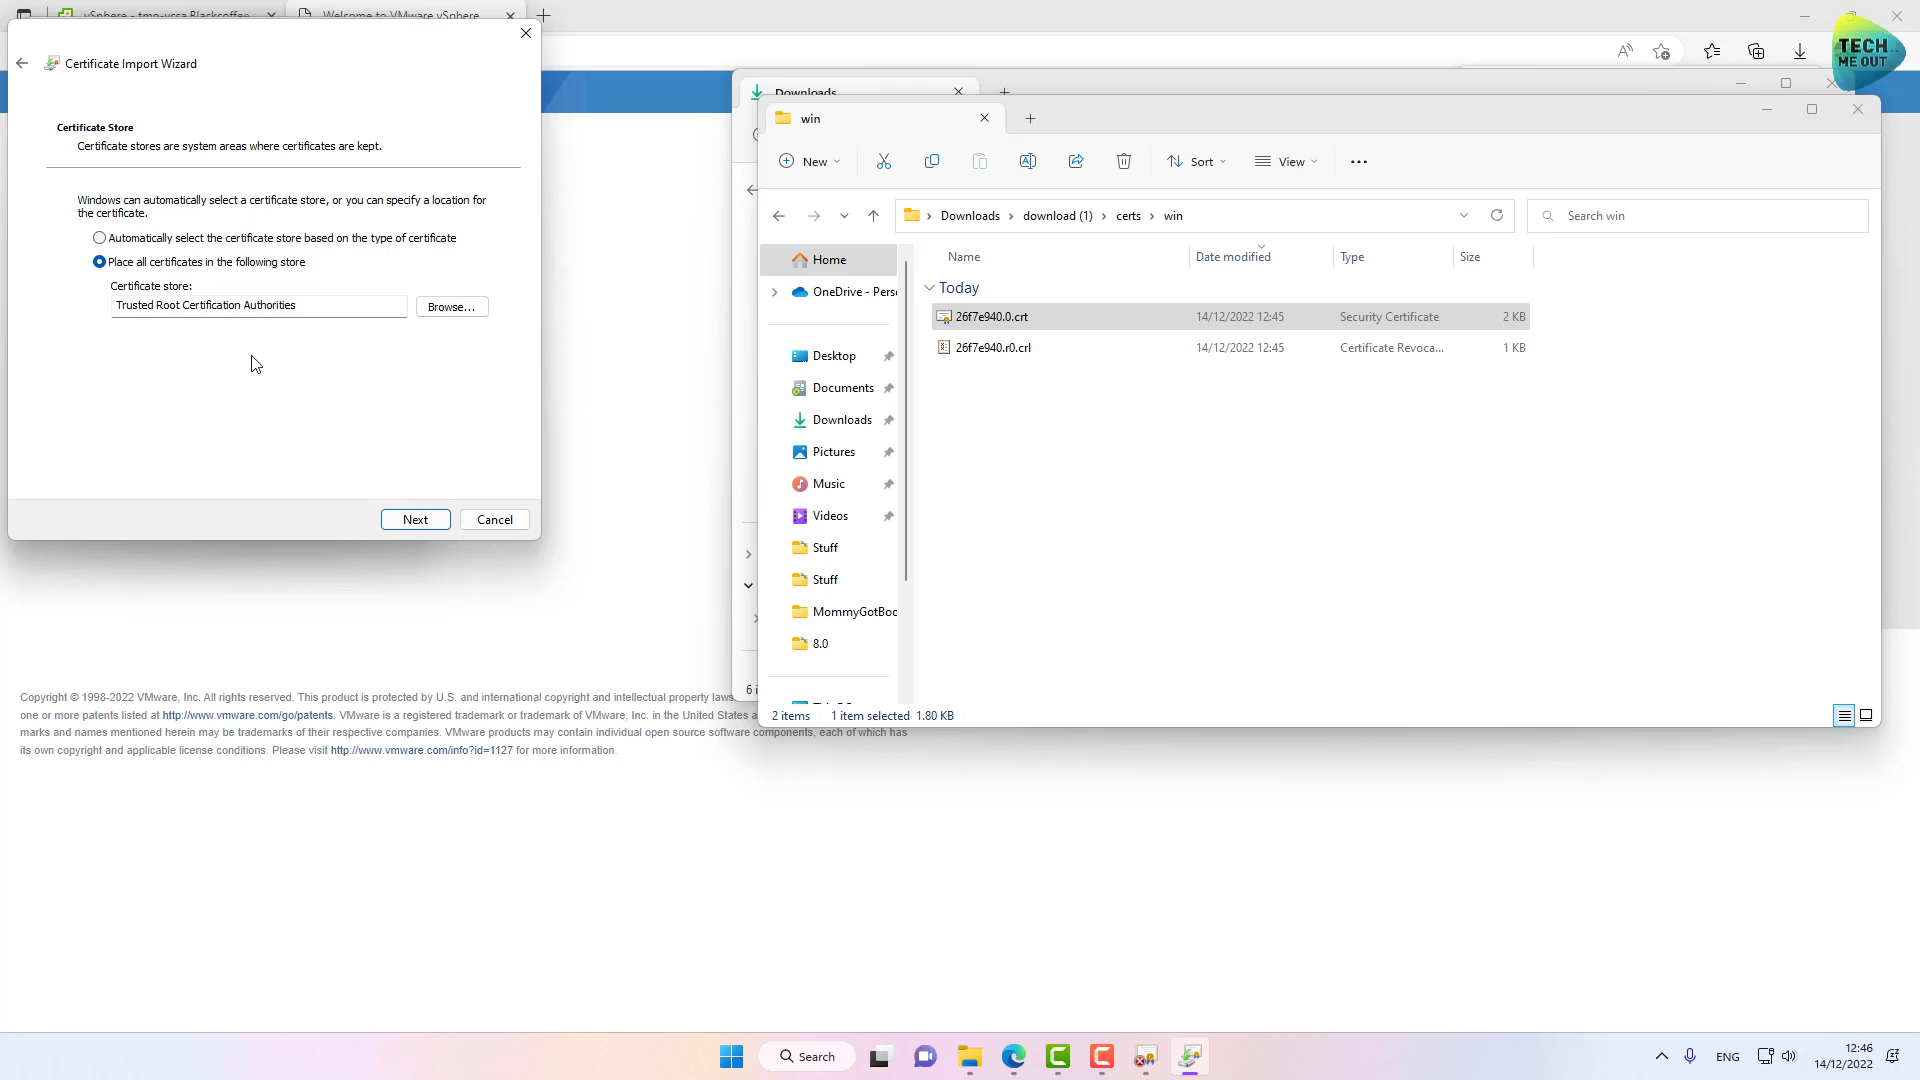 vSphere - tmo-vcsa Blackcoffee
Welcome to VMware vSphere
TECH
ME OUT
Certificate Import Wizard
Certificate Store
Certificate stores are system areas where certificates are kept.
Windows can automatically select a certificate store, or you can specify a location for
the certificate.
Automatically select the certificate store based on the type of certificate
Place all certificates in the following store
Certificate store:
Trusted Root Certification Authorities
Browse...
Next
Cancel
Downloads
win
New
Sort
View
Downloads
download (1)
certs
win
Search win
Home
OneDrive - Pers
Desktop
Documents
Downloads
Pictures
Music
Videos
Stuff
Stuff
MommyGotBoo
8.0
Name
Date modified
Type
Size
Today
26f7e940.0.crt
14/12/2022 12:45
Security Certificate
2 KB
26f7e940.r0.crl
14/12/2022 12:45
Certificate Revoca...
1 KB
2 items
1 item selected 1.80 KB
Copyright © 1998-2022 VMware, Inc. All rights reserved. This product is protected by U.S. and international copyright and intellectual property laws
one or more patents listed at http://www.vmware.com/go/patents. VMware is a registered trademark or trademark of VMware, Inc. in the United States
marks and names mentioned herein may be trademarks of their respective companies. VMware products may contain individual open source software components, each of which has
its own copyright and applicable license conditions. Please visit http://www.vmware.com/info?id=1127 for more information.
Search
ENG
12:46
14/12/2022